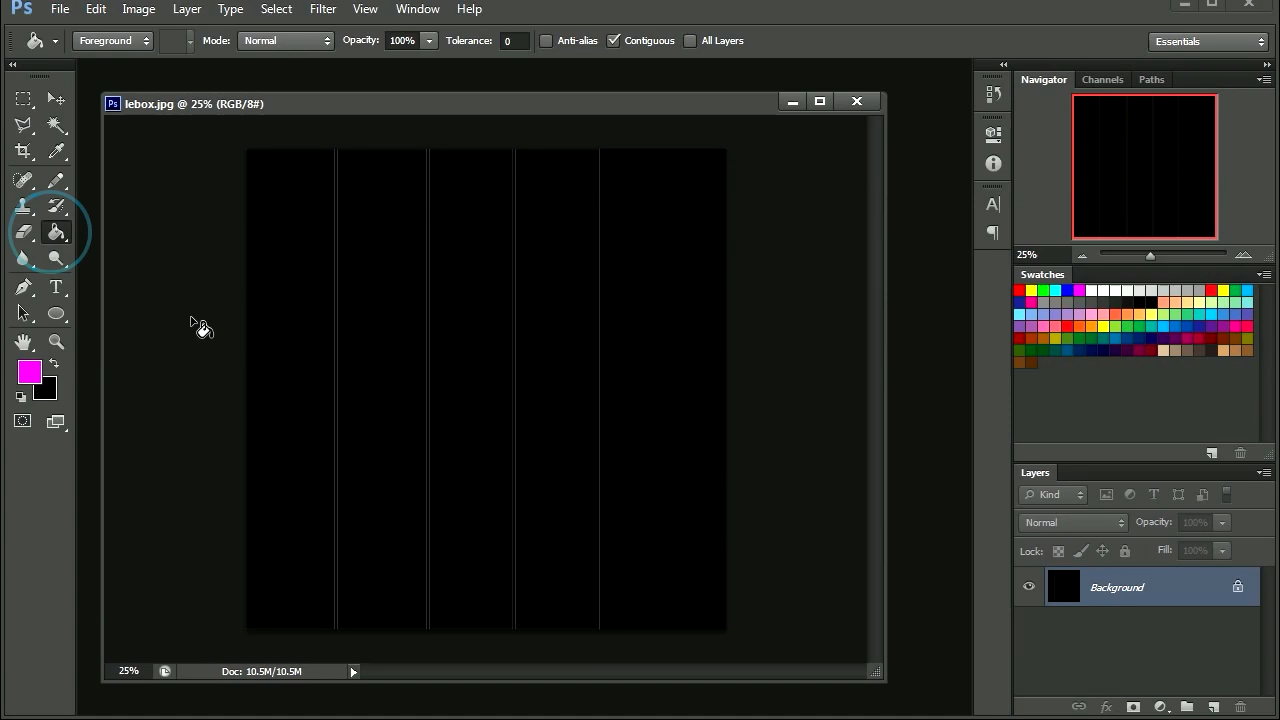 Ps File Edit Image Layer Type Select Filter View Window Help
Foreground Mode: Normal Opacity: 100% Tolerance: 0 Anti-alias Contiguous All Layers Essentials
Ps lebox.jpg @ 25% (RGB/8#)
Navigator Channels Paths
A
T
25%
Swatches
Layers
Kind T
Normal Opacity: 100%
Lock: Fill: 100%
Background
25% Doc: 10.5M/10.5M
fx